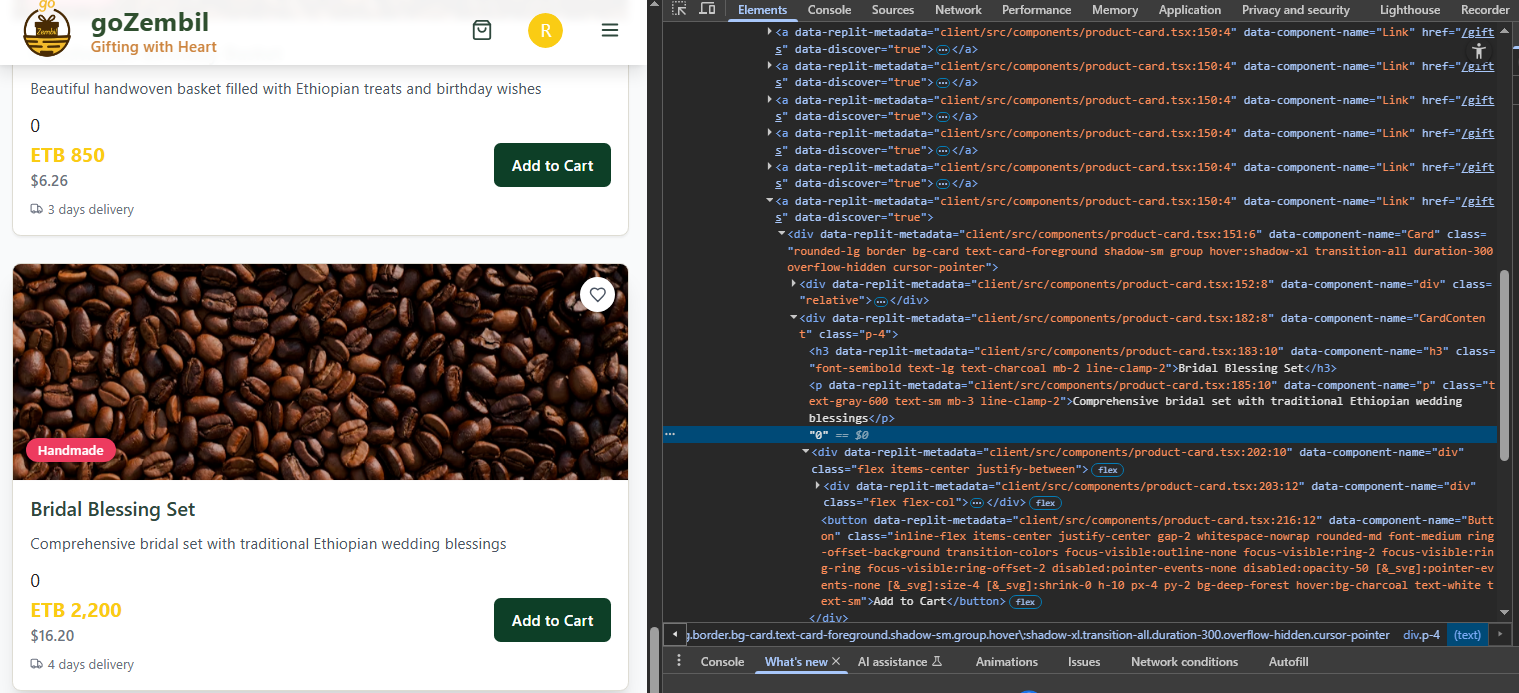 go
Zembil
goZembil
Gifting with Heart
R
Beautiful handwoven basket filled with Ethiopian treats and birthday wishes
0
ETB 850
$6.26
Add to Cart
3 days delivery
Handmade
Bridal Blessing Set
Comprehensive bridal set with traditional Ethiopian wedding blessings
0
ETB 2,200
$16.20
Add to Cart
4 days delivery
Elements Console Sources Network Performance Memory Application Privacy and security Lighthouse Recorder
<a data-replit-metadata="client/src/components/product-card.tsx:150:4" data-component-name="Link" href="/gift
s" data-discover="true"> … </a>
<a data-replit-metadata="client/src/components/product-card.tsx:150:4" data-component-name="Link" href="/gift
s" data-discover="true"> … </a>
<a data-replit-metadata="client/src/components/product-card.tsx:150:4" data-component-name="Link" href="/gift
s" data-discover="true"> … </a>
<a data-replit-metadata="client/src/components/product-card.tsx:150:4" data-component-name="Link" href="/gift
s" data-discover="true"> … </a>
<a data-replit-metadata="client/src/components/product-card.tsx:150:4" data-component-name="Link" href="/gift
s" data-discover="true"> … </a>
<a data-replit-metadata="client/src/components/product-card.tsx:150:4" data-component-name="Link" href="/gift
s" data-discover="true">
<div data-replit-metadata="client/src/components/product-card.tsx:151:6" data-component-name="Card" class=
"rounded-lg border bg-card text-card-foreground shadow-sm group hover:shadow-xl transition-all duration-300
overflow-hidden cursor-pointer">
<div data-replit-metadata="client/src/components/product-card.tsx:152:8" data-component-name="div" class=
"relative"> … </div>
<div data-replit-metadata="client/src/components/product-card.tsx:182:8" data-component-name="CardConten
t" class="p-4">
<h3 data-replit-metadata="client/src/components/product-card.tsx:183:10" data-component-name="h3" class=
"font-semibold text-lg text-charcoal mb-2 line-clamp-2">Bridal Blessing Set</h3>
<p data-replit-metadata="client/src/components/product-card.tsx:185:10" data-component-name="p" class="t
ext-gray-600 text-sm mb-3 line-clamp-2">Comprehensive bridal set with traditional Ethiopian wedding
blessings</p>
… "0" == $0
<div data-replit-metadata="client/src/components/product-card.tsx:202:10" data-component-name="div"
class="flex items-center justify-between"> flex
<div data-replit-metadata="client/src/components/product-card.tsx:203:12" data-component-name="div"
class="flex flex-col"> … </div> flex
<button data-replit-metadata="client/src/components/product-card.tsx:216:12" data-component-name="Butt
on" class="inline-flex items-center justify-center gap-2 whitespace-nowrap rounded-md font-medium ring
-offset-background transition-colors focus-visible:outline-none focus-visible:ring-2 focus-visible:rin
g-ring focus-visible:ring-offset-2 disabled:pointer-events-none disabled:opacity-50 [&_svg]:pointer-ev
ents-none [&_svg]:size-4 [&_svg]:shrink-0 h-10 px-4 py-2 bg-deep-forest hover:bg-charcoal text-white t
ext-sm">Add to Cart</button> flex
</div>
g.border.bg-card.text-card-foreground.shadow-sm.group.hover\:shadow-xl.transition-all.duration-300.overflow-hidden.cursor-pointer div.p-4 (text)
Console What's new AI assistance Animations Issues Network conditions Autofill